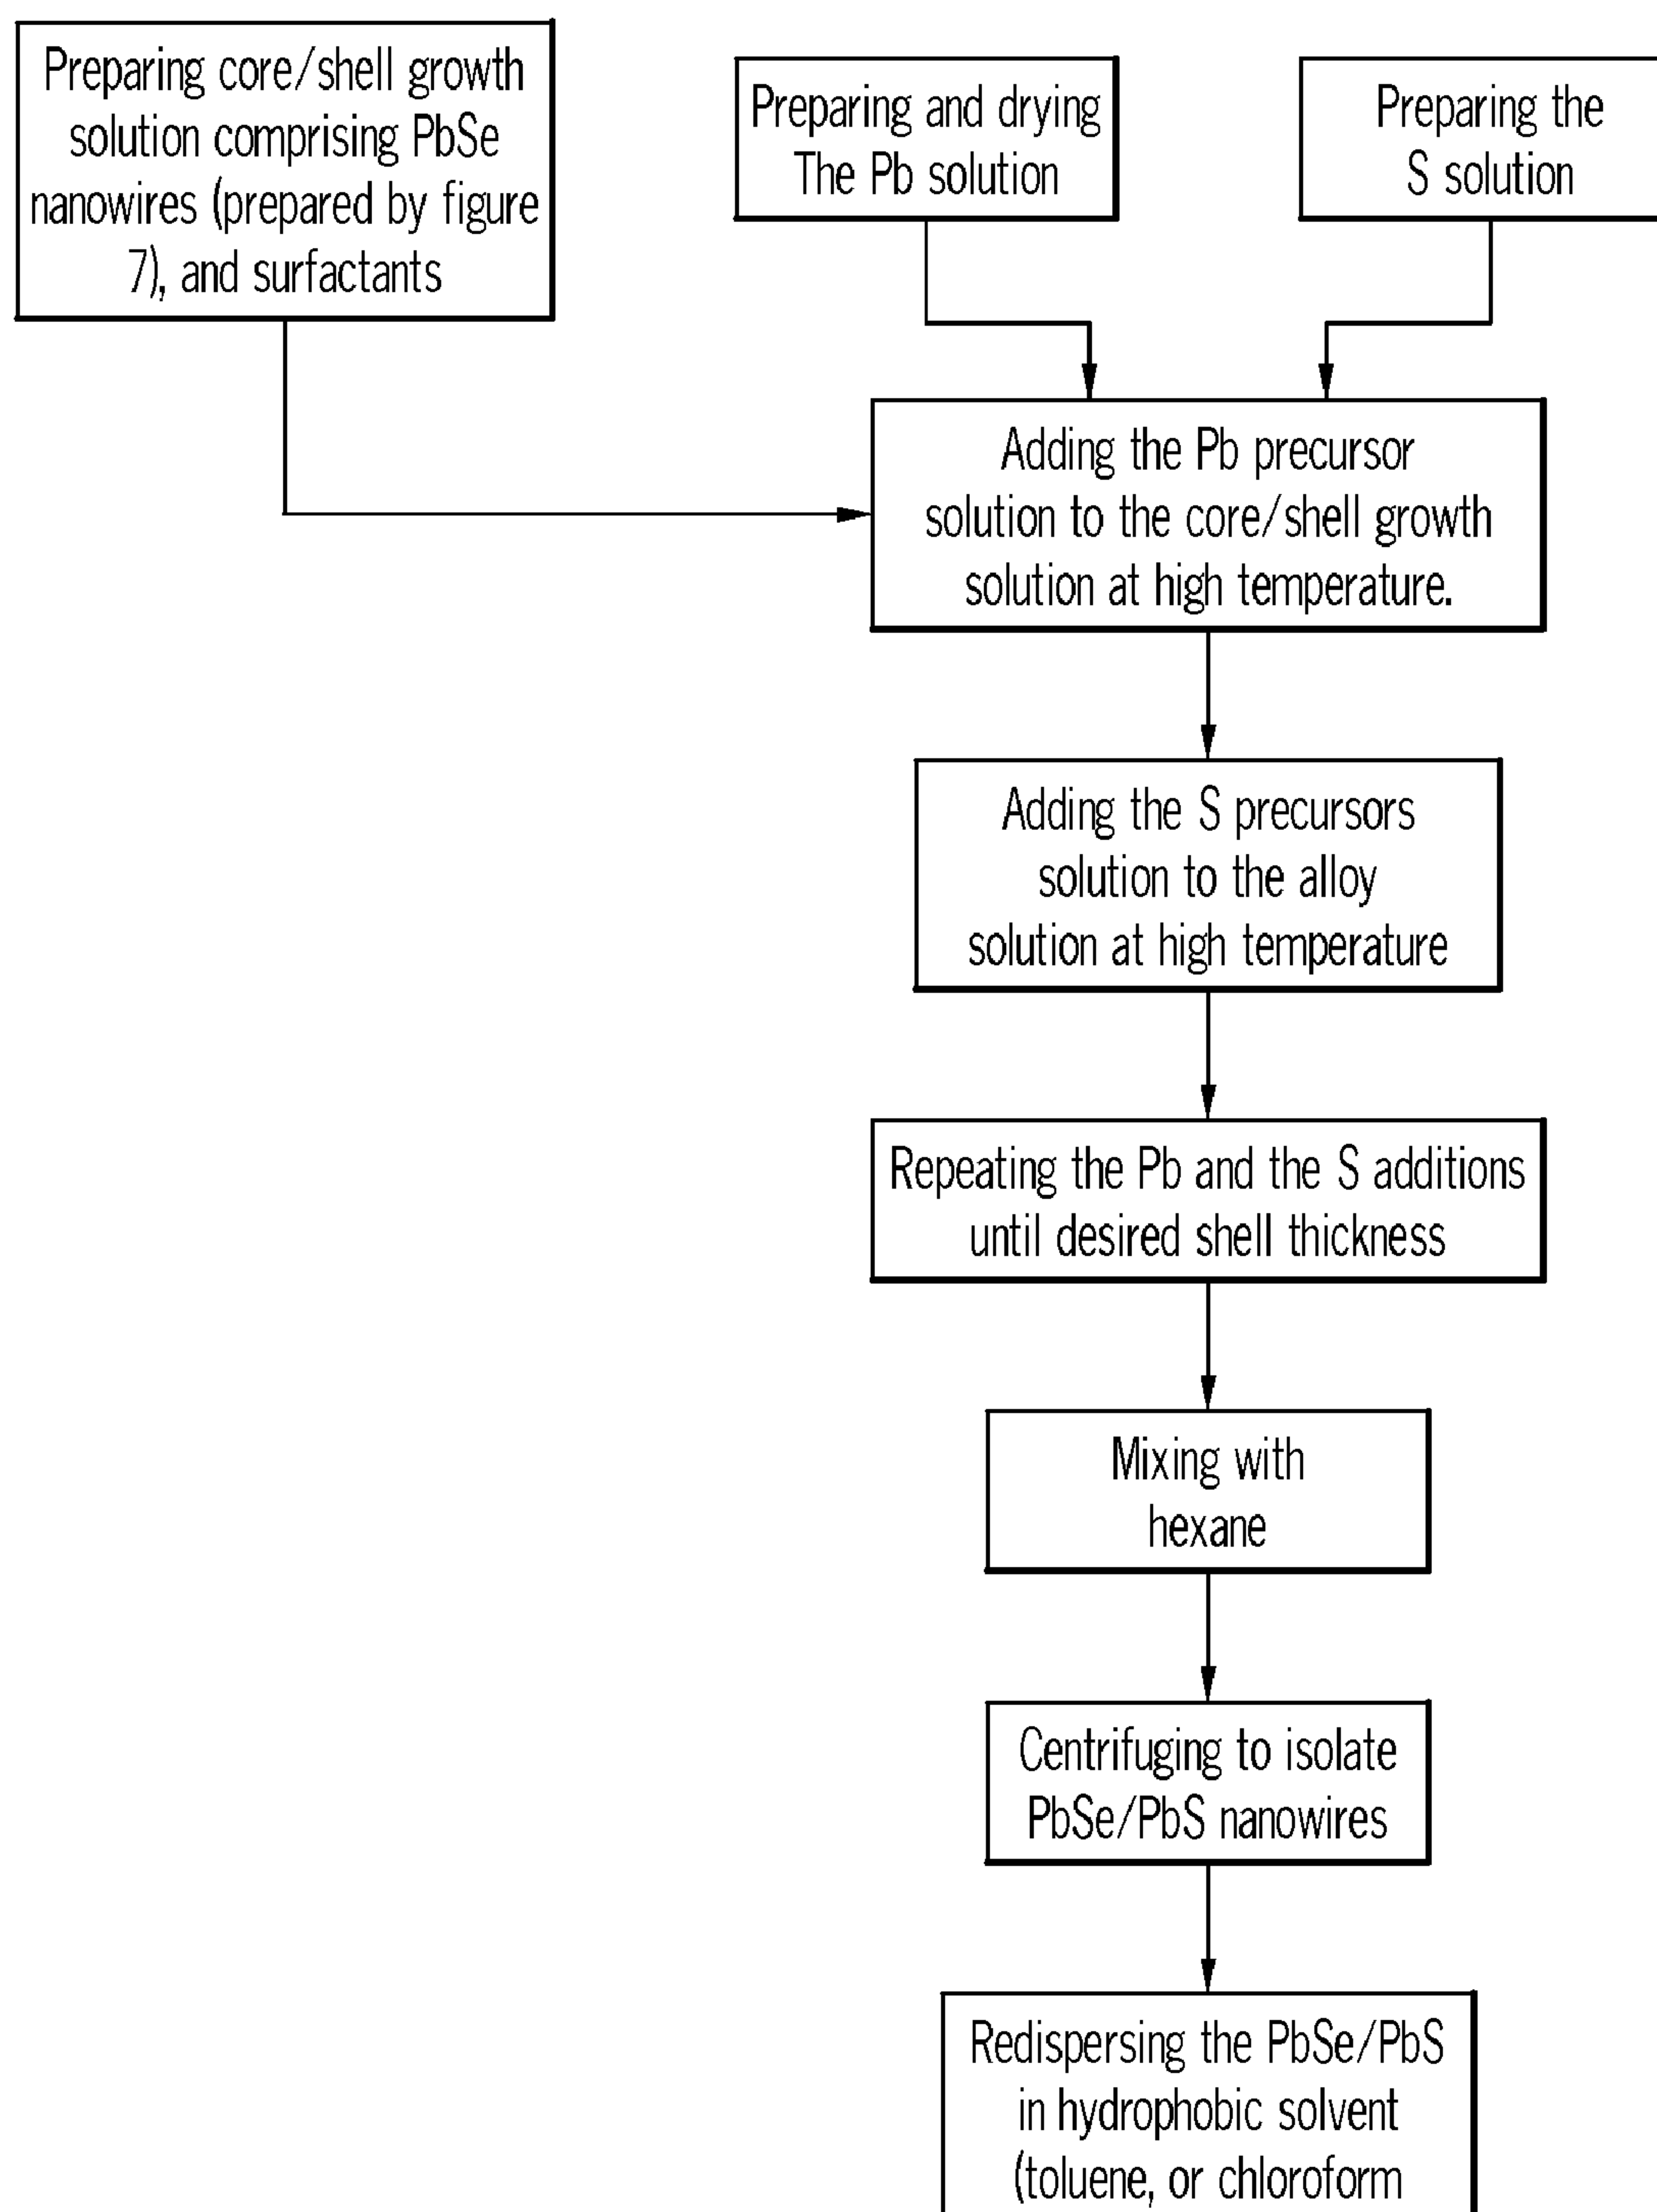 Preparing core/shell growth
solution comprising PbSe
nanowires (prepared by figure
7), and surfactants
Preparing and drying
The Pb solution
Preparing the
S solution
Adding the Pb precursor
solution to the core/shell growth
solution at high temperature.
Adding the S precursors
solution to the alloy
solution at high temperature
Repeating the Pb and the S additions
until desired shell thickness
Mixing with
hexane
Centrifuging to isolate
PbSe/PbS nanowires
Redispersing the PbSe/PbS
in hydrophobic solvent
(toluene, or chloroform